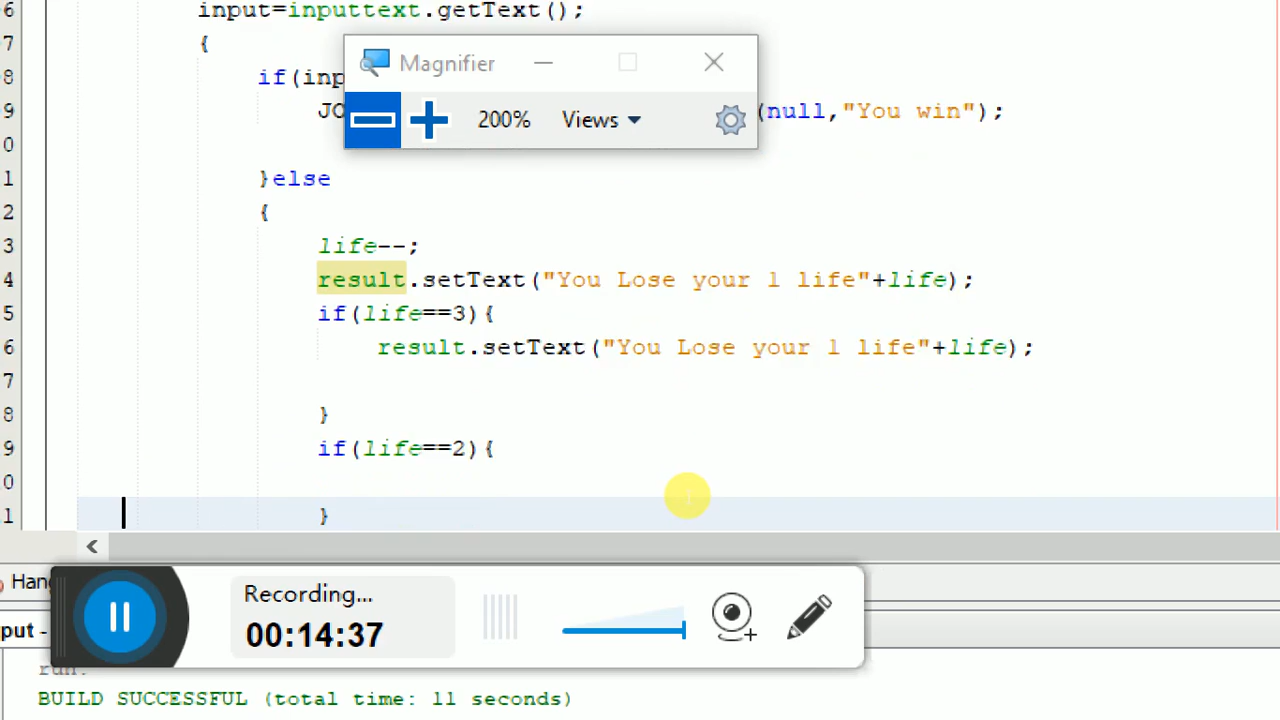 6 input=inputtext.getText();
7 {
8 if(inp
Magnifier
9 JO (null,"You win");
200% Views
0
1 }else
2 {
3 life--;
4 result.setText("You Lose your 1 life"+life);
5 if(life==3){
6 result.setText("You Lose your 1 life"+life);
7
8 }
9 if(life==2){
0
1 }
Hang
Recording...
00:14:37
put -
run:
BUILD SUCCESSFUL (total time: 11 seconds)